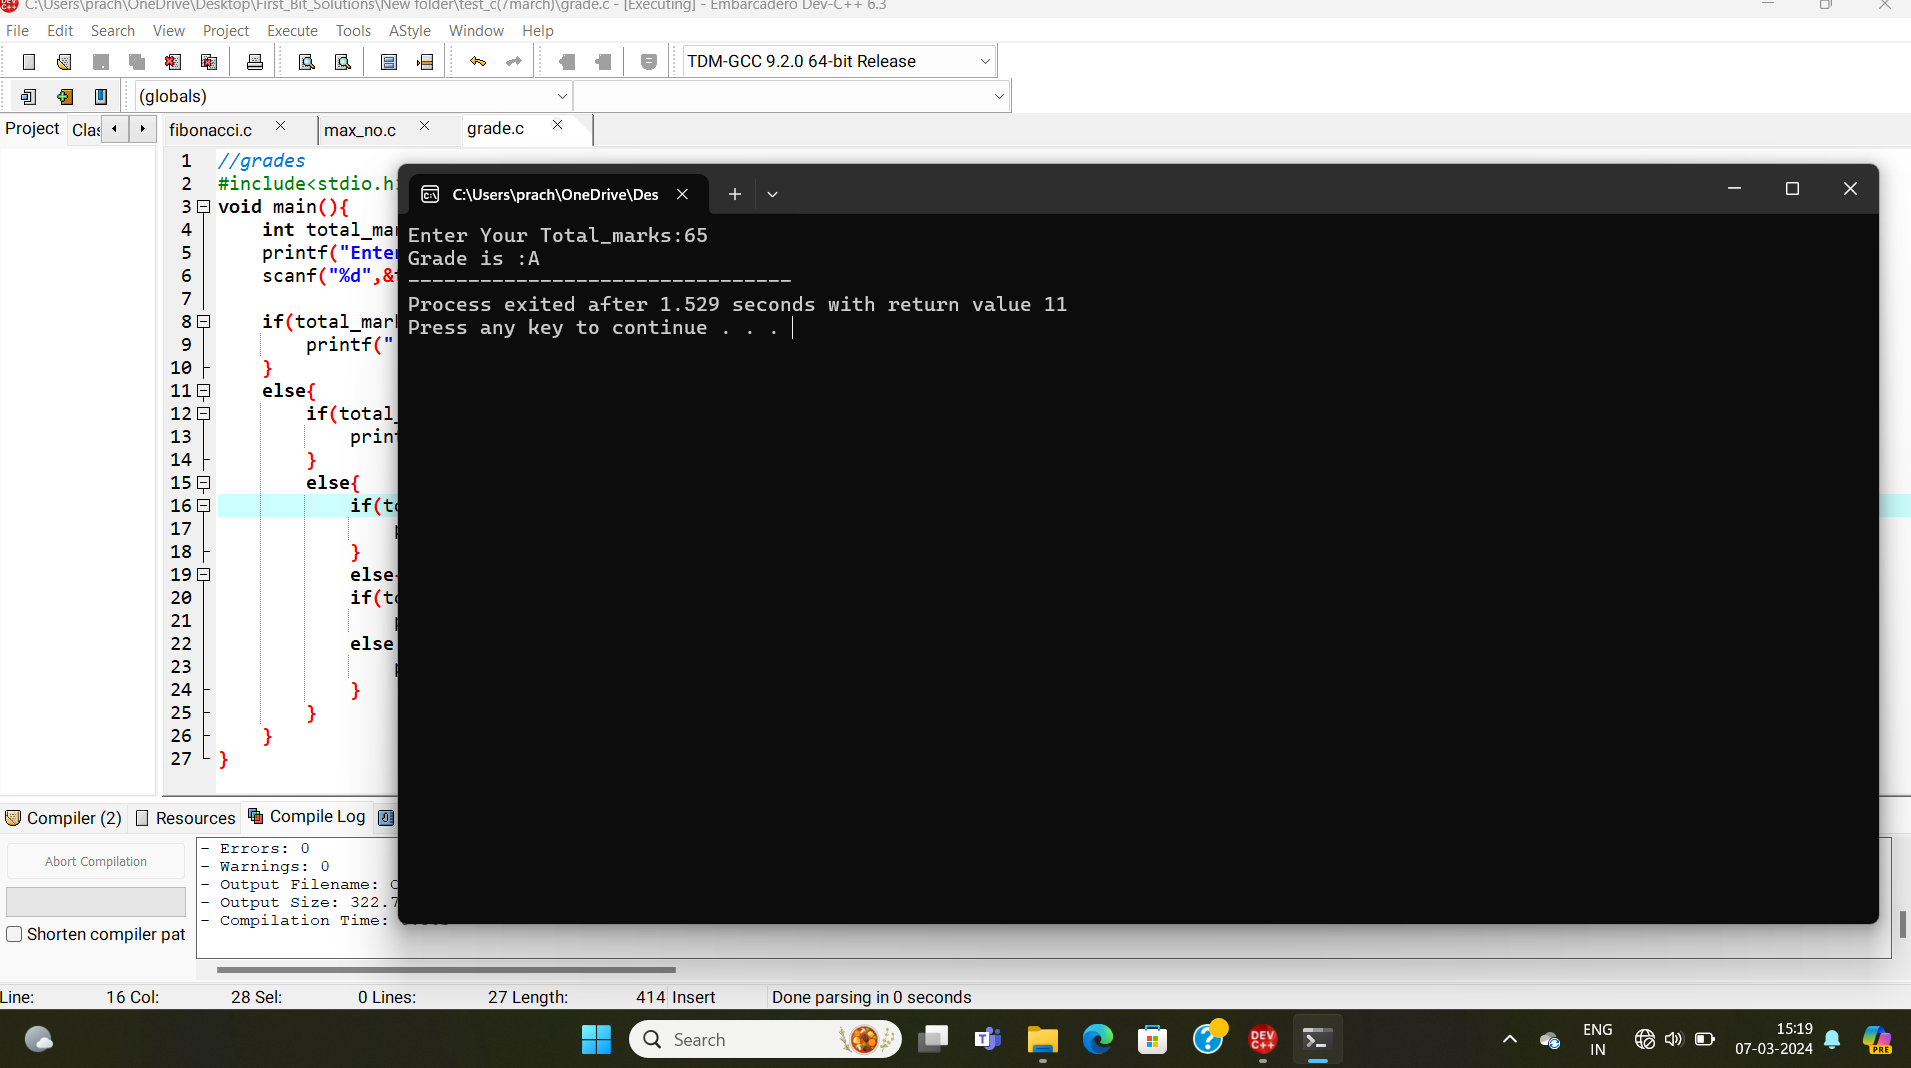 C:\Users\prach\OneDrive\Desktop\First_Bit_Solutions\New folder\test_c(7march)\grade.c - [Executing] - Embarcadero Dev-C++ 6.3
File Edit Search View Project Execute Tools AStyle Window Help
TDM-GCC 9.2.0 64-bit Release
(globals)
Project Clas fibonacci.c max_no.c grade.c
1 //grades
2 #include<stdio.h
3 void main(){
4 int total_mar
5 printf("Enter
6 scanf("%d",&
7
8 if(total_mark
9 printf("
10 }
11 else{
12 if(total_
13 print
14 }
15 else{
16 if(to
17
18 }
19 else
20 if(to
21
22 else
23
24 }
25 }
26 }
27 }
C:\Users\prach\OneDrive\Des
Enter Your Total_marks:65
Grade is :A
--------------------------------
Process exited after 1.529 seconds with return value 11
Press any key to continue . . .
Compiler (2) Resources Compile Log
Abort Compilation
Shorten compiler pat
- Errors: 0
- Warnings: 0
- Output Filename: C
- Output Size: 322.7
- Compilation Time:
Line: 16 Col: 28 Sel: 0 Lines: 27 Length: 414 Insert Done parsing in 0 seconds
Search
DEV C++
ENG
IN
15:19
07-03-2024
PRE